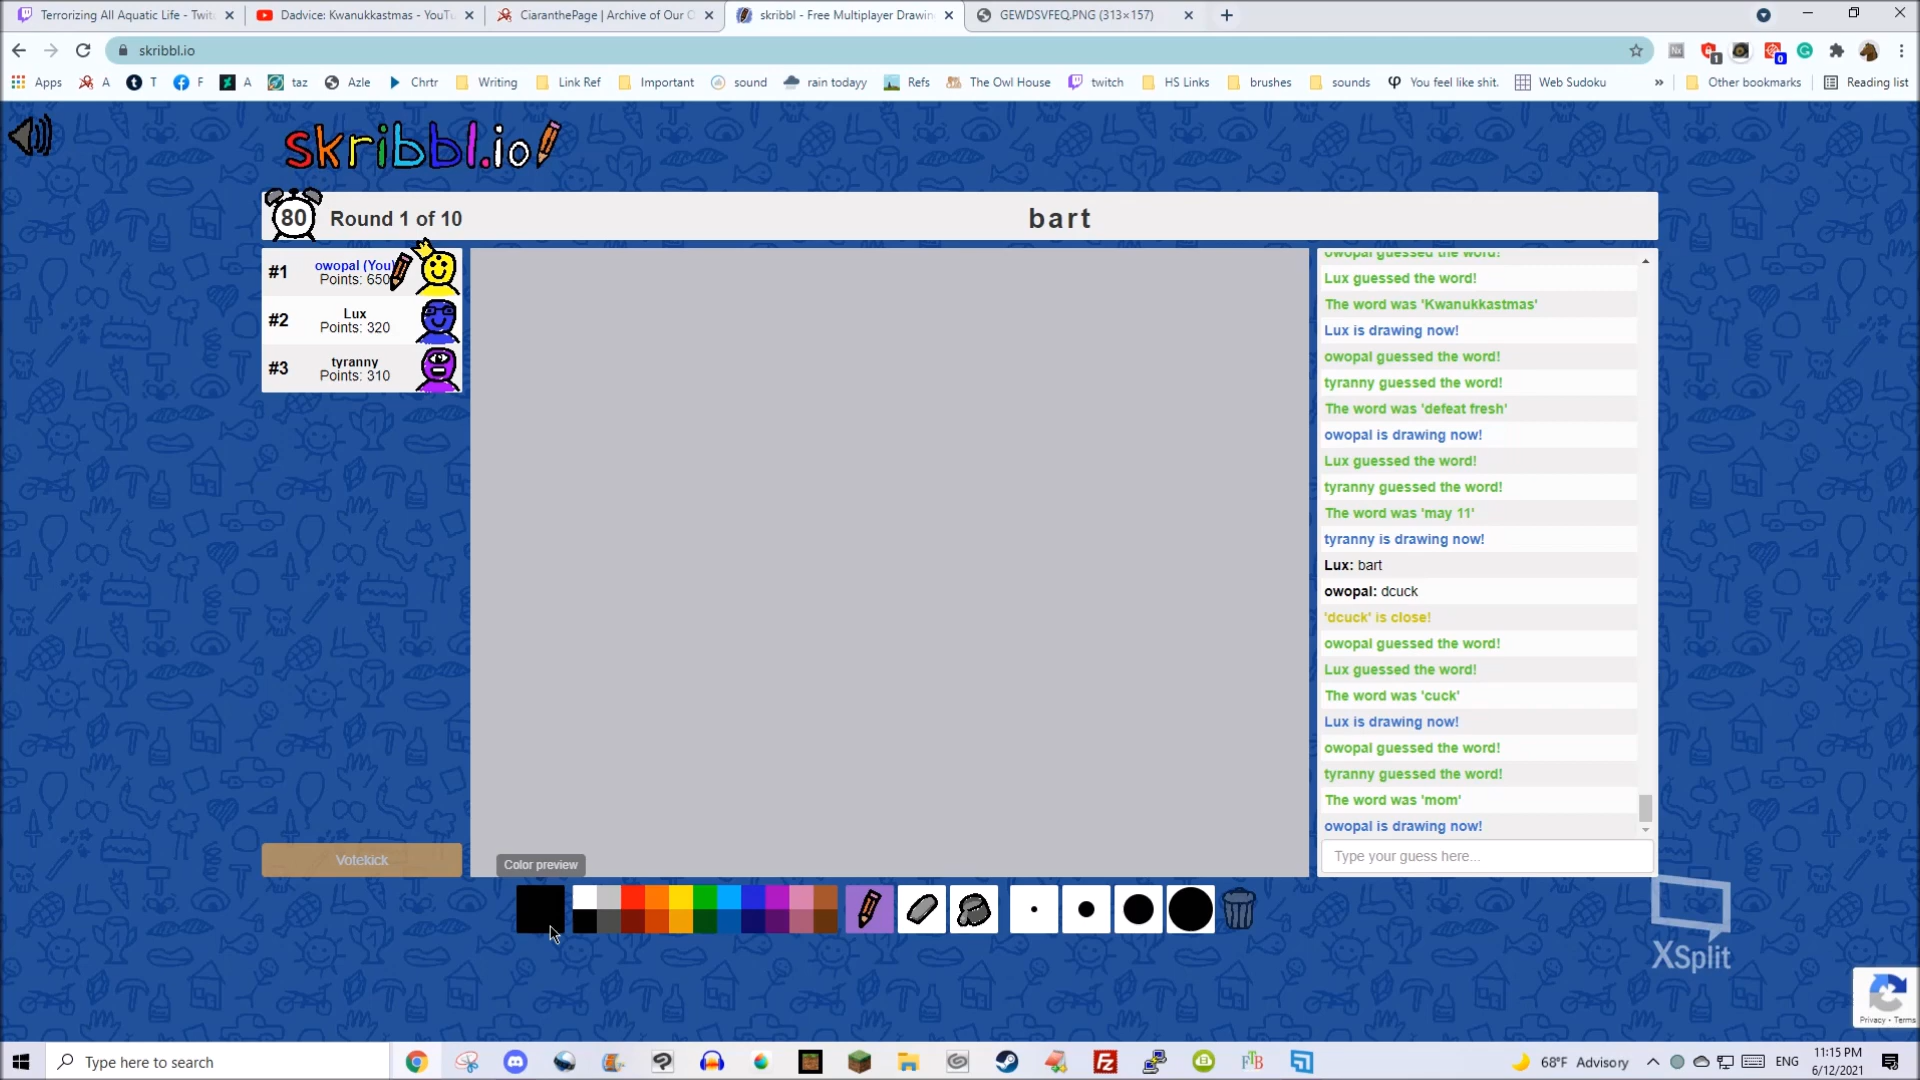 Terrorizing All Aquatic Life - Twit
Dadvice: Kwanukkastmas - YouTu
CiaranthePage | Archive of Our O
skribbl - Free Multiplayer Drawin
GEWDSVFEQ.PNG (313×157)
skribbl.io
1
0
Apps
A
T
F
A
taz
Azle
Chrtr
Writing
Link Ref
Important
sound
rain todayy
Refs
The Owl House
twitch
HS Links
brushes
sounds
You feel like shit.
Web Sudoku
»
Other bookmarks
Reading list
skribbl.io
80
Round 1 of 10
bart
#1
owopal (You)
Points: 650
#2
Lux
Points: 320
#3
tyranny
Points: 310
Votekick
owopal guessed the word!
Lux guessed the word!
The word was 'Kwanukkastmas'
Lux is drawing now!
owopal guessed the word!
tyranny guessed the word!
The word was 'defeat fresh'
owopal is drawing now!
Lux guessed the word!
tyranny guessed the word!
The word was 'may 11'
tyranny is drawing now!
Lux: bart
owopal: dcuck
'dcuck' is close!
owopal guessed the word!
Lux guessed the word!
The word was 'cuck'
Lux is drawing now!
owopal guessed the word!
tyranny guessed the word!
The word was 'mom'
owopal is drawing now!
Type your guess here...
Color preview
XSplit
Privacy - Terms
Type here to search
FTB
68°F Advisory
ENG
11:15 PM
6/12/2021